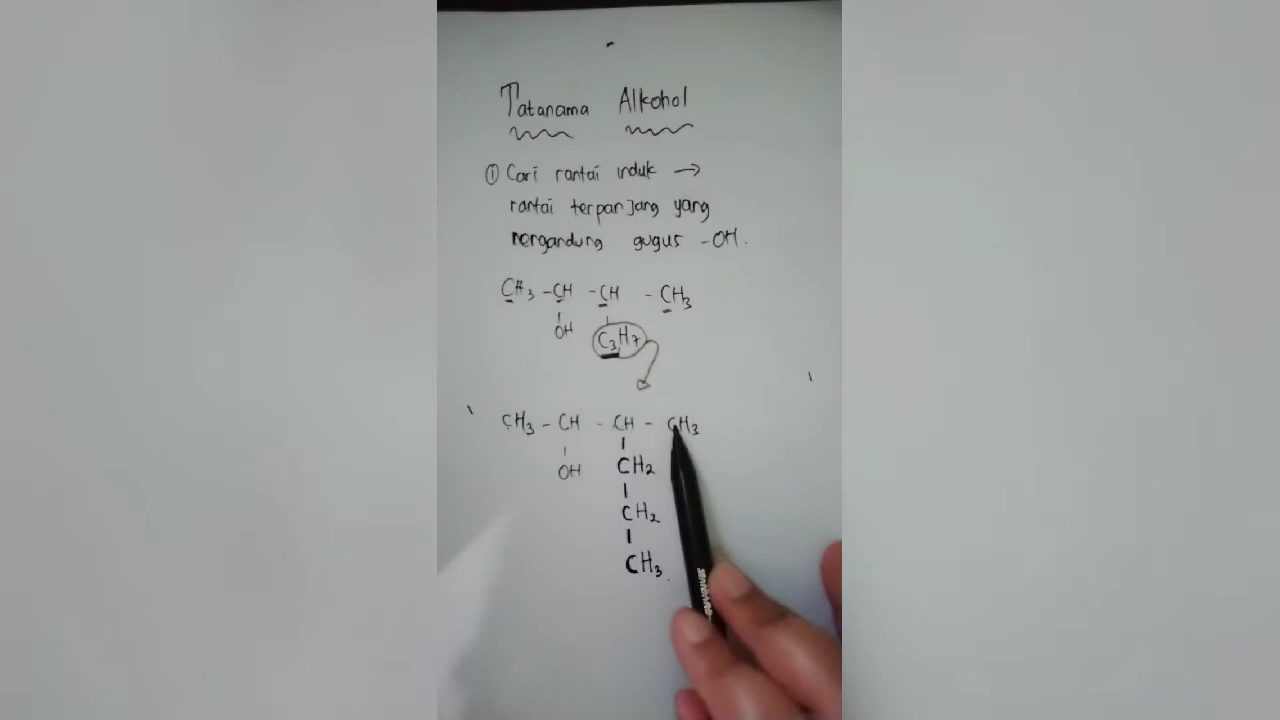 Tatanama Alkohol
① Cari rantai induk →
rantai terpanjang yang
mengandung gugus -OH.
CH3 - CH - CH - CH3
OH C3H7
CH3 - CH - CH - CH3
OH CH2
CH2
CH3